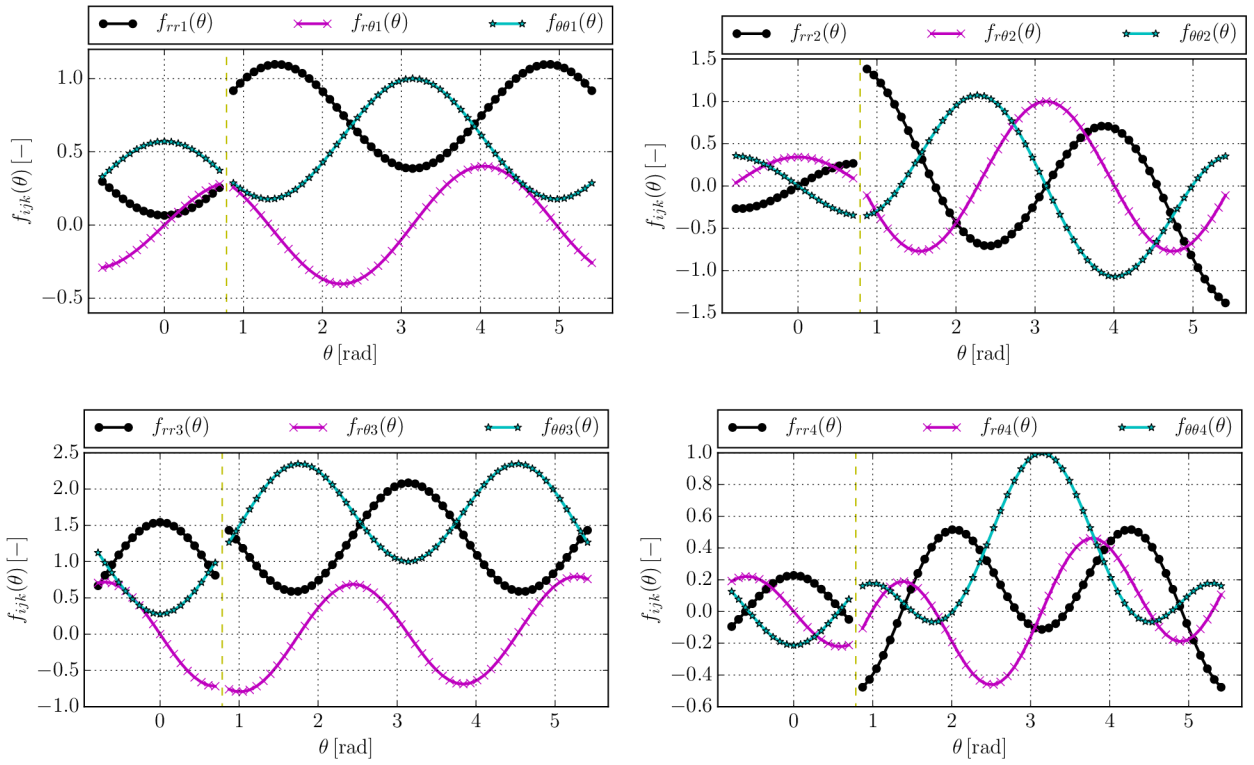 f_{rr1}(θ) f_{rθ1}(θ) f_{θθ1}(θ)
1.0
0.5
0.0
−0.5
f_{ijk}(θ) [−]
0 1 2 3 4 5
θ [rad]
f_{rr2}(θ) f_{rθ2}(θ) f_{θθ2}(θ)
1.5
1.0
0.5
0.0
−0.5
−1.0
−1.5
f_{ijk}(θ) [−]
0 1 2 3 4 5
θ [rad]
f_{rr3}(θ) f_{rθ3}(θ) f_{θθ3}(θ)
2.5
2.0
1.5
1.0
0.5
0.0
−0.5
−1.0
f_{ijk}(θ) [−]
0 1 2 3 4 5
θ [rad]
f_{rr4}(θ) f_{rθ4}(θ) f_{θθ4}(θ)
1.0
0.8
0.6
0.4
0.2
0.0
−0.2
−0.4
−0.6
f_{ijk}(θ) [−]
0 1 2 3 4 5
θ [rad]